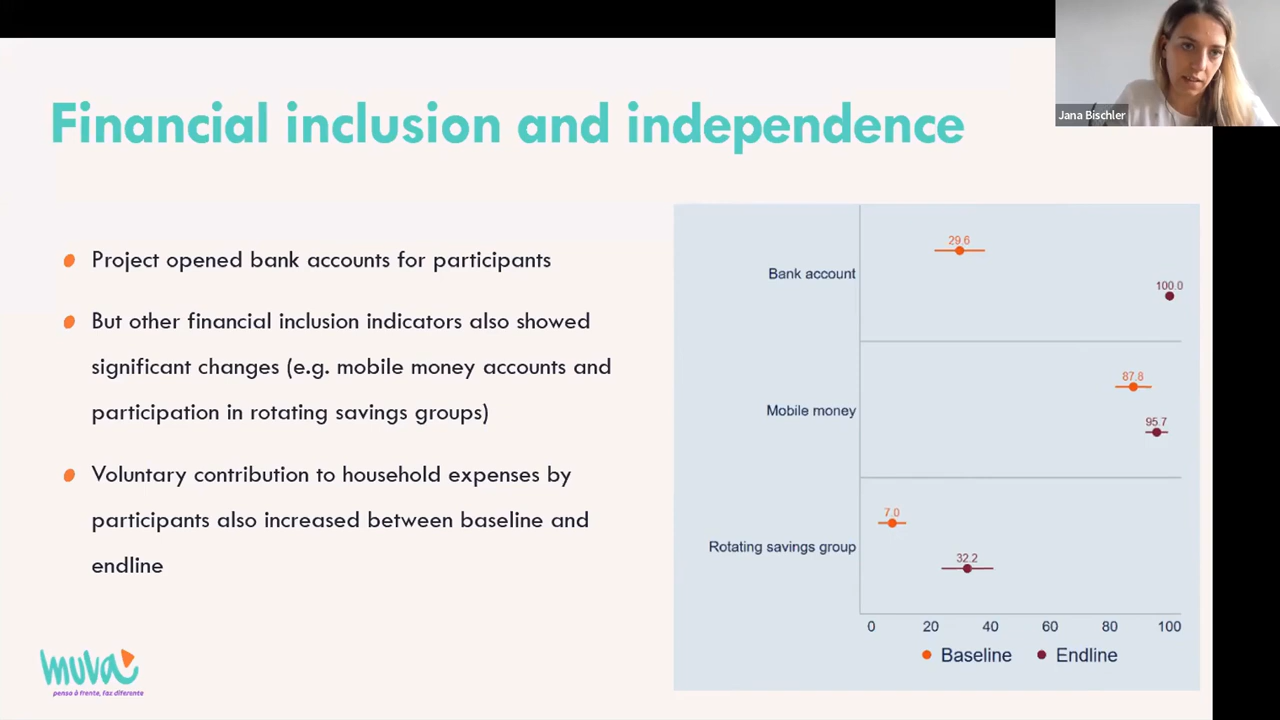 Jana Bischler
Financial inclusion and independence
Project opened bank accounts for participants
But other financial inclusion indicators also showed
significant changes (e.g. mobile money accounts and
participation in rotating savings groups)
Voluntary contribution to household expenses by
participants also increased between baseline and
endline
Bank account
29.6
100.0
Mobile money
87.8
95.7
Rotating savings group
7.0
32.2
0 20 40 60 80 100
Baseline Endline
muva
pensa à frente, faz diferente